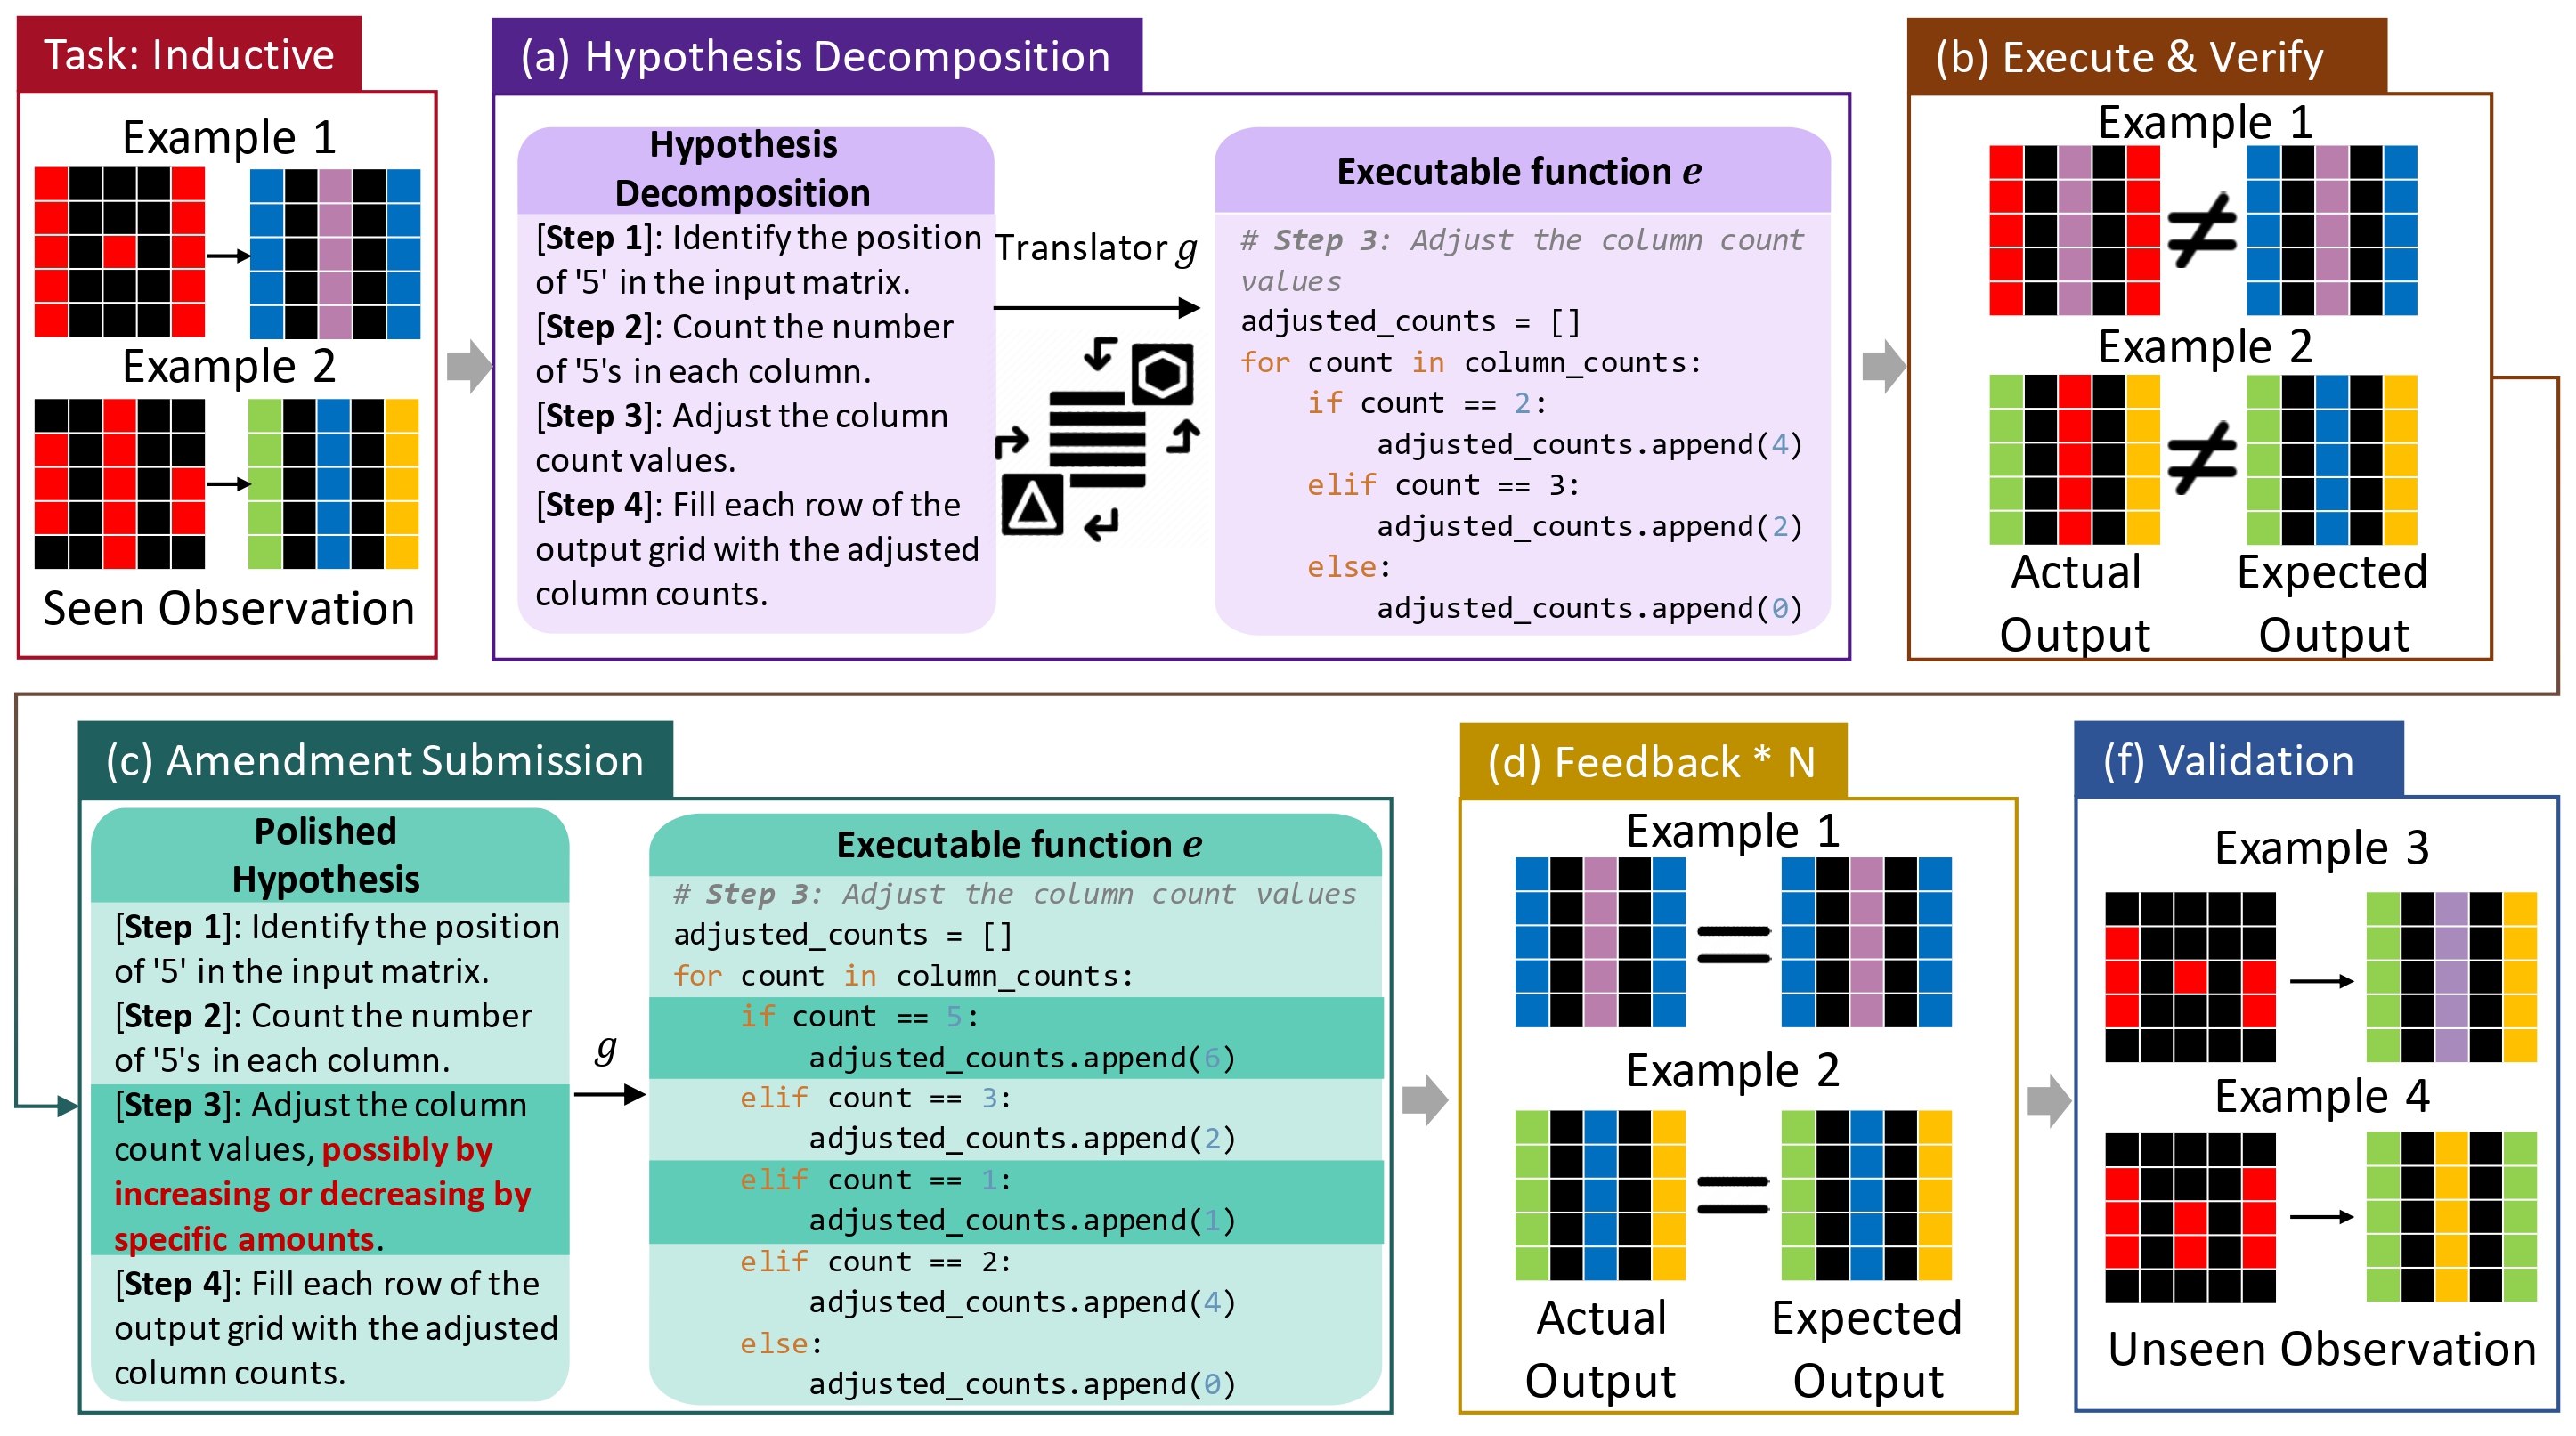 Task: Inductive
Example 1
Example 2
Seen Observation
(a) Hypothesis Decomposition
Hypothesis
Decomposition
[Step 1]: Identify the position
of '5' in the input matrix.
[Step 2]: Count the number
of '5's in each column.
[Step 3]: Adjust the column
count values.
[Step 4]: Fill each row of the
output grid with the adjusted
column counts.
Translator g
Executable function e
# Step 3: Adjust the column count
values
adjusted_counts = []
for count in column_counts:
if count == 2:
adjusted_counts.append(4)
elif count == 3:
adjusted_counts.append(2)
else:
adjusted_counts.append(0)
(b) Execute & Verify
Example 1
≠
Example 2
≠
Actual
Output
Expected
Output
(c) Amendment Submission
Polished
Hypothesis
[Step 1]: Identify the position
of '5' in the input matrix.
[Step 2]: Count the number
of '5's in each column.
[Step 3]: Adjust the column
count values, possibly by
increasing or decreasing by
specific amounts.
[Step 4]: Fill each row of the
output grid with the adjusted
column counts.
g
Executable function e
# Step 3: Adjust the column count values
adjusted_counts = []
for count in column_counts:
if count == 5:
adjusted_counts.append(6)
elif count == 3:
adjusted_counts.append(2)
elif count == 1:
adjusted_counts.append(1)
elif count == 2:
adjusted_counts.append(4)
else:
adjusted_counts.append(0)
(d) Feedback * N
Example 1
=
Example 2
=
Actual
Output
Expected
Output
(f) Validation
Example 3
Example 4
Unseen Observation